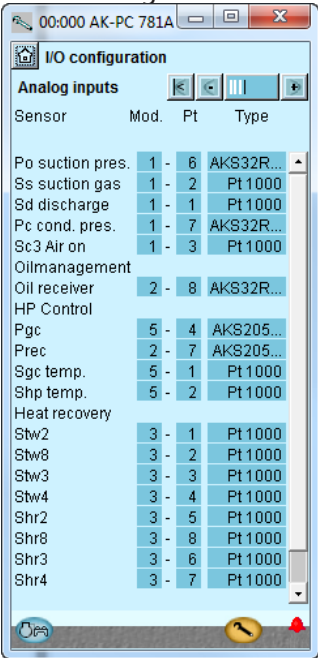 00:000 AK-PC 781A
I/O configuration
Analog inputs
Sensor Mod. Pt Type
Po suction pres. 1 - 6 AKS32R...
Ss suction gas 1 - 2 Pt 1000
Sd discharge 1 - 1 Pt 1000
Pc cond. pres. 1 - 7 AKS32R...
Sc3 Air on 1 - 3 Pt 1000
Oilmanagement
Oil receiver 2 - 8 AKS32R...
HP Control
Pgc 5 - 4 AKS205...
Prec 2 - 7 AKS205...
Sgc temp. 5 - 1 Pt 1000
Shp temp. 5 - 2 Pt 1000
Heat recovery
Stw2 3 - 1 Pt 1000
Stw8 3 - 2 Pt 1000
Stw3 3 - 3 Pt 1000
Stw4 3 - 4 Pt 1000
Shr2 3 - 5 Pt 1000
Shr8 3 - 8 Pt 1000
Shr3 3 - 6 Pt 1000
Shr4 3 - 7 Pt 1000